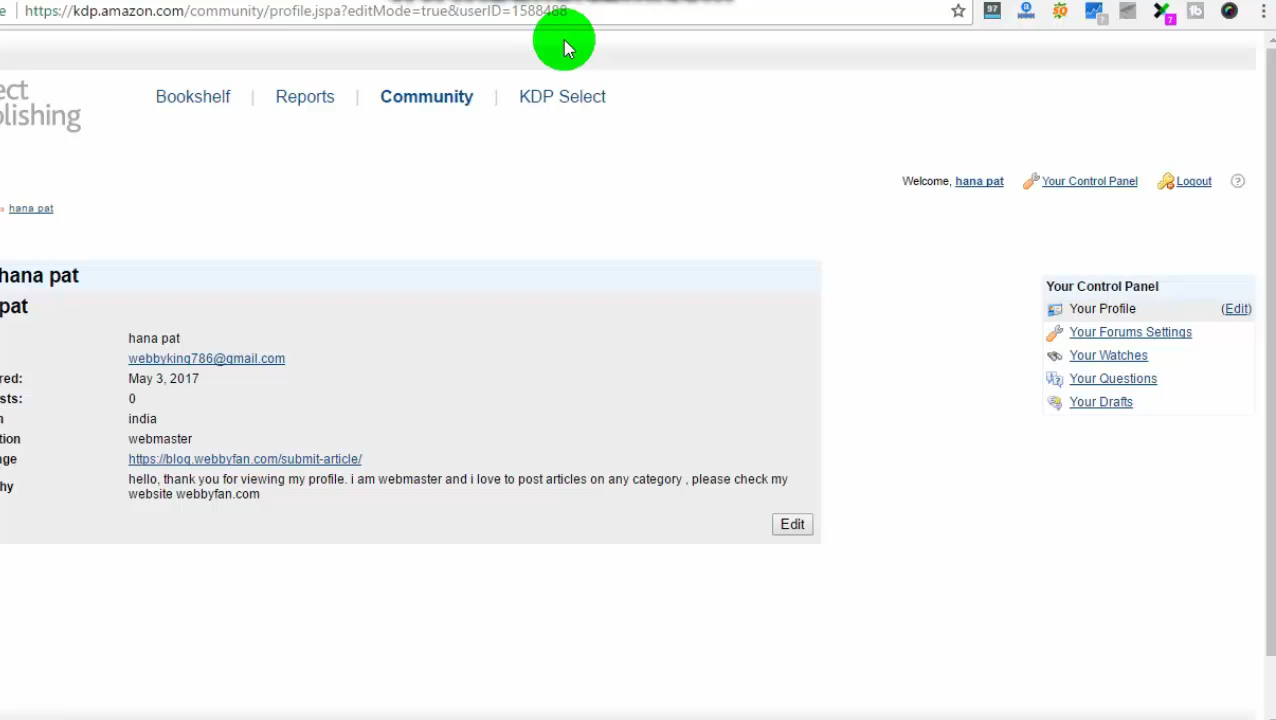 https://kdp.amazon.com/community/profile.jspa?editMode=true&userID=1588488
97
7
Bookshelf | Reports | Community | KDP Select
ect
blishing
Welcome, hana pat Your Control Panel Logout ?
hana pat
hana pat
pat
Your Control Panel
Your Profile (Edit)
Your Forums Settings
Your Watches
Your Questions
Your Drafts
hana pat
webbyking786@gmail.com
red: May 3, 2017
sts: 0
n india
tion webmaster
age https://blog.webbyfan.com/submit-article/
hy hello, thank you for viewing my profile. i am webmaster and i love to post articles on any category , please check my
website webbyfan.com
Edit